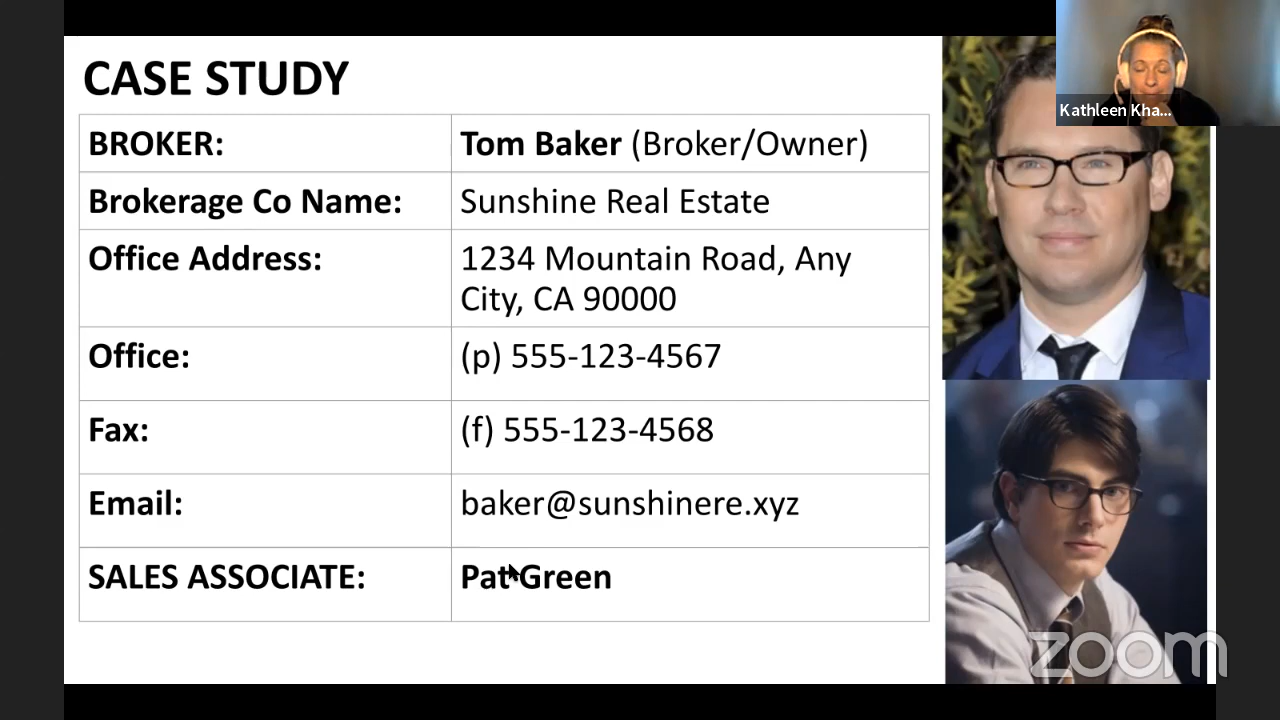 Kathleen Kha...
CASE STUDY
BROKER: Tom Baker (Broker/Owner)
Brokerage Co Name: Sunshine Real Estate
Office Address: 1234 Mountain Road, Any
City, CA 90000
Office: (p) 555-123-4567
Fax: (f) 555-123-4568
Email: baker@sunshinere.xyz
SALES ASSOCIATE: Pat Green
zoom